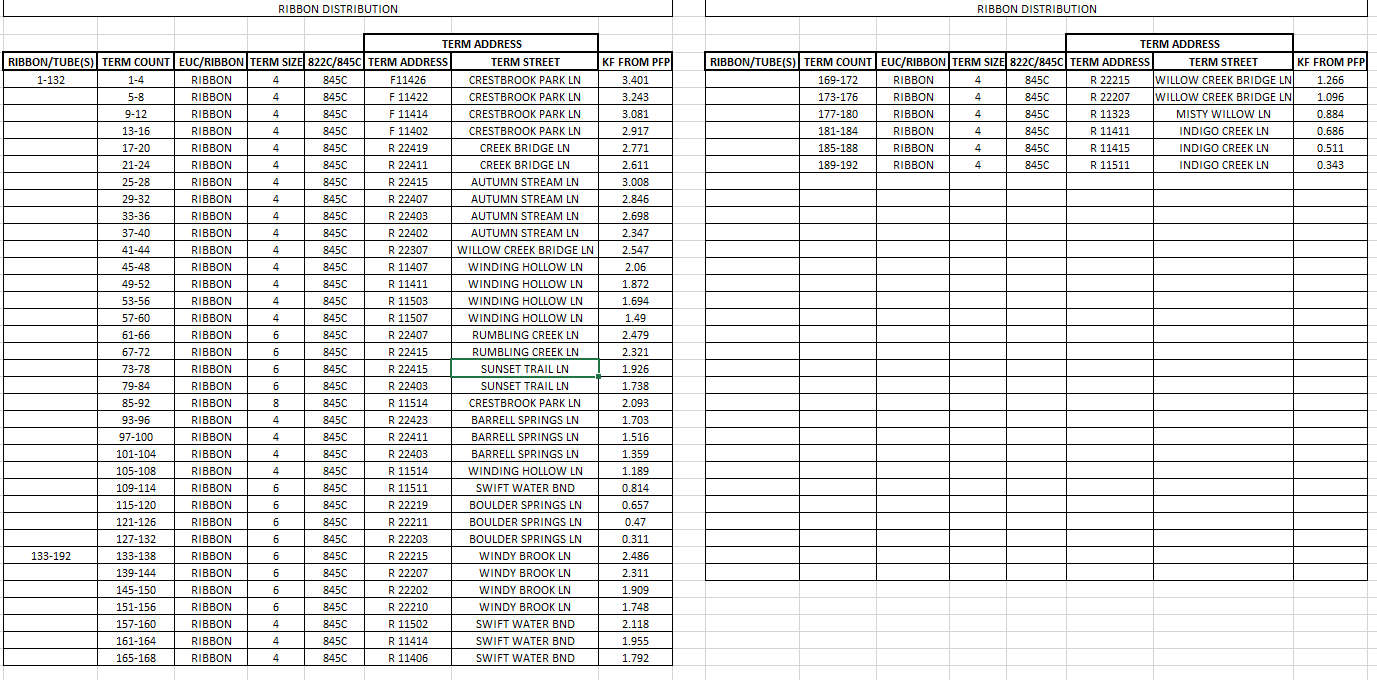 RIBBON DISTRIBUTION
TERM ADDRESS
RIBBON/TUBE(S) TERM COUNT EUC/RIBBON TERM SIZE 822C/845C TERM ADDRESS TERM STREET KF FROM PFP
1-132 1-4 RIBBON 4 845C F11426 CRESTBROOK PARK LN 3.401
5-8 RIBBON 4 845C F 11422 CRESTBROOK PARK LN 3.243
9-12 RIBBON 4 845C F 11414 CRESTBROOK PARK LN 3.081
13-16 RIBBON 4 845C F 11402 CRESTBROOK PARK LN 2.917
17-20 RIBBON 4 845C R 22419 CREEK BRIDGE LN 2.771
21-24 RIBBON 4 845C R 22411 CREEK BRIDGE LN 2.611
25-28 RIBBON 4 845C R 22415 AUTUMN STREAM LN 3.008
29-32 RIBBON 4 845C R 22407 AUTUMN STREAM LN 2.846
33-36 RIBBON 4 845C R 22403 AUTUMN STREAM LN 2.698
37-40 RIBBON 4 845C R 22402 AUTUMN STREAM LN 2.347
41-44 RIBBON 4 845C R 22307 WILLOW CREEK BRIDGE LN 2.547
45-48 RIBBON 4 845C R 11407 WINDING HOLLOW LN 2.06
49-52 RIBBON 4 845C R 11411 WINDING HOLLOW LN 1.872
53-56 RIBBON 4 845C R 11503 WINDING HOLLOW LN 1.694
57-60 RIBBON 4 845C R 11507 WINDING HOLLOW LN 1.49
61-66 RIBBON 6 845C R 22407 RUMBLING CREEK LN 2.479
67-72 RIBBON 6 845C R 22415 RUMBLING CREEK LN 2.321
73-78 RIBBON 6 845C R 22415 SUNSET TRAIL LN 1.926
79-84 RIBBON 6 845C R 22403 SUNSET TRAIL LN 1.738
85-92 RIBBON 8 845C R 11514 CRESTBROOK PARK LN 2.093
93-96 RIBBON 4 845C R 22423 BARRELL SPRINGS LN 1.703
97-100 RIBBON 4 845C R 22411 BARRELL SPRINGS LN 1.516
101-104 RIBBON 4 845C R 22403 BARRELL SPRINGS LN 1.359
105-108 RIBBON 4 845C R 11514 WINDING HOLLOW LN 1.189
109-114 RIBBON 6 845C R 11511 SWIFT WATER BND 0.814
115-120 RIBBON 6 845C R 22219 BOULDER SPRINGS LN 0.657
121-126 RIBBON 6 845C R 22211 BOULDER SPRINGS LN 0.47
127-132 RIBBON 6 845C R 22203 BOULDER SPRINGS LN 0.311
133-192 133-138 RIBBON 6 845C R 22215 WINDY BROOK LN 2.486
139-144 RIBBON 6 845C R 22207 WINDY BROOK LN 2.311
145-150 RIBBON 6 845C R 22202 WINDY BROOK LN 1.909
151-156 RIBBON 6 845C R 22210 WINDY BROOK LN 1.748
157-160 RIBBON 4 845C R 11502 SWIFT WATER BND 2.118
161-164 RIBBON 4 845C R 11414 SWIFT WATER BND 1.955
165-168 RIBBON 4 845C R 11406 SWIFT WATER BND 1.792
RIBBON DISTRIBUTION
TERM ADDRESS
RIBBON/TUBE(S) TERM COUNT EUC/RIBBON TERM SIZE 822C/845C TERM ADDRESS TERM STREET KF FROM PFP
169-172 RIBBON 4 845C R 22215 WILLOW CREEK BRIDGE LN 1.266
173-176 RIBBON 4 845C R 22207 WILLOW CREEK BRIDGE LN 1.096
177-180 RIBBON 4 845C R 11323 MISTY WILLOW LN 0.884
181-184 RIBBON 4 845C R 11411 INDIGO CREEK LN 0.686
185-188 RIBBON 4 845C R 11415 INDIGO CREEK LN 0.511
189-192 RIBBON 4 845C R 11511 INDIGO CREEK LN 0.343